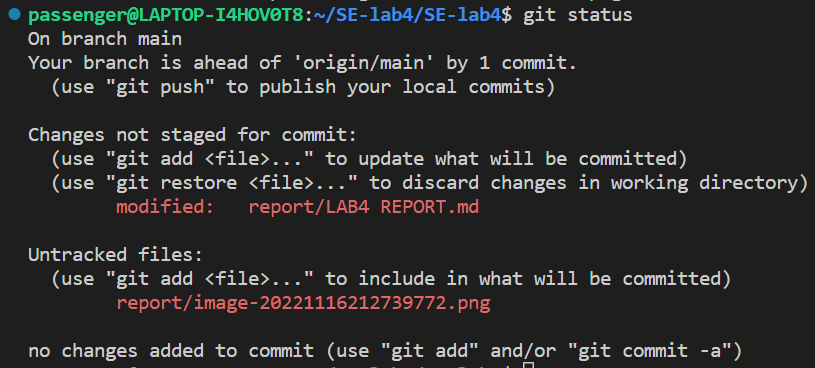 passenger@LAPTOP-I4HOV0T8:~/SE-lab4/SE-lab4$ git status
On branch main
Your branch is ahead of 'origin/main' by 1 commit.
  (use "git push" to publish your local commits)

Changes not staged for commit:
  (use "git add <file>..." to update what will be committed)
  (use "git restore <file>..." to discard changes in working directory)
        modified:   report/LAB4 REPORT.md

Untracked files:
  (use "git add <file>..." to include in what will be committed)
        report/image-20221116212739772.png

no changes added to commit (use "git add" and/or "git commit -a")